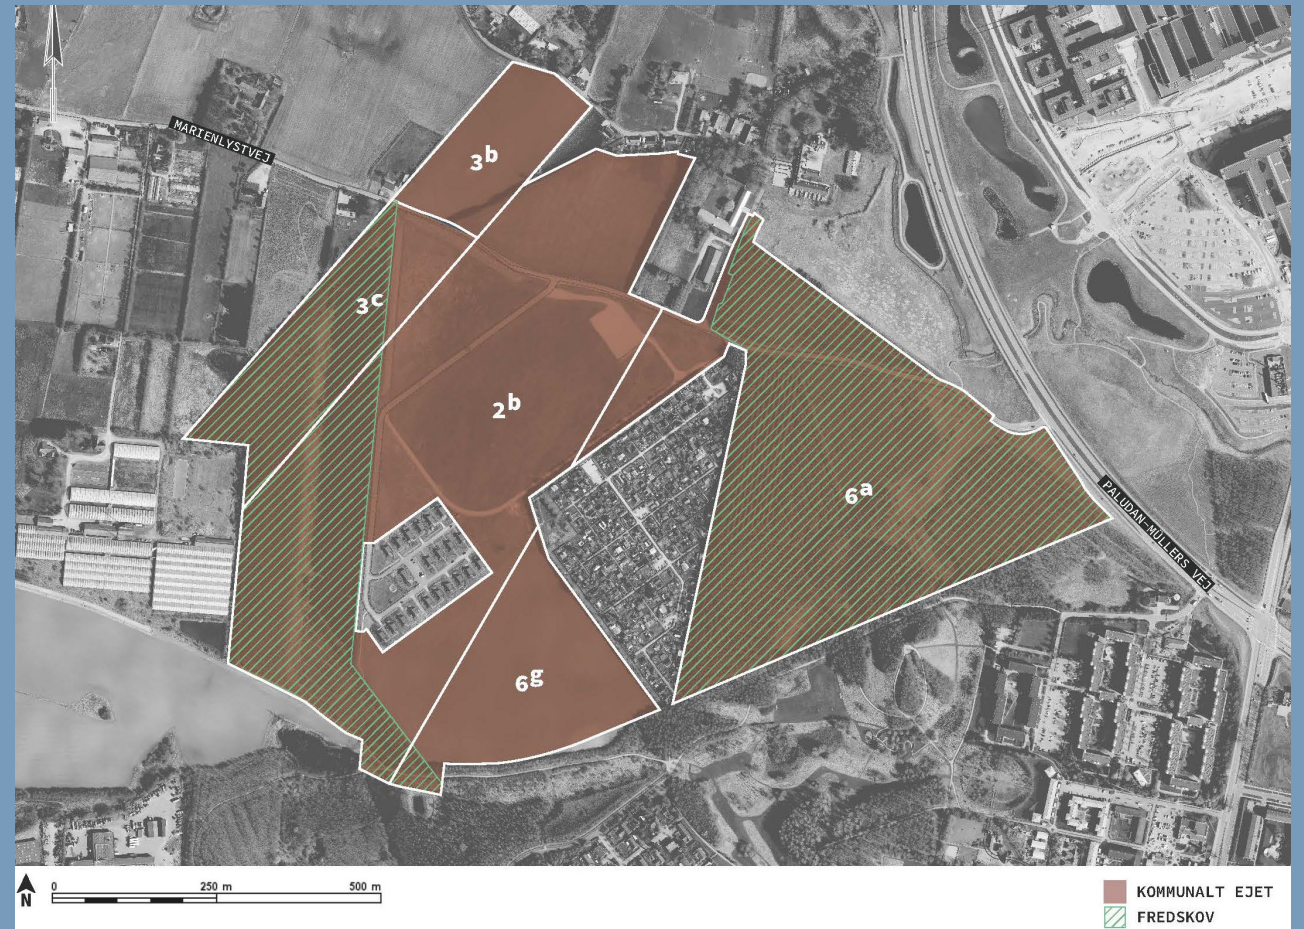 MARIENLYSTVEJ
3b
3c
2b
6a
PALUDAN-MÜLLERS VEJ
6g
N
0 250 m 500 m
KOMMUNALT EJET
FREDSKOV